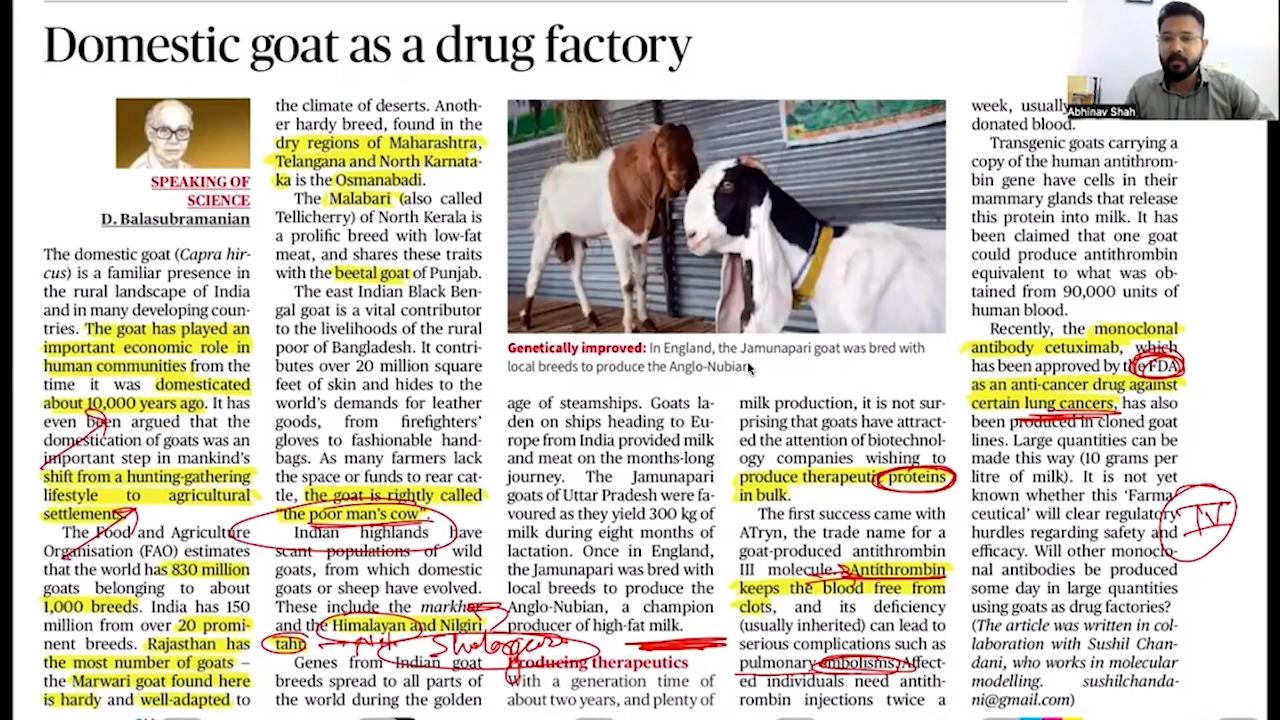 Domestic goat as a drug factory
Abhinav Shah
SPEAKING OF
SCIENCE
D. Balasubramanian
The domestic goat (Capra hir-
cus) is a familiar presence in
the rural landscape of India
and in many developing coun-
tries. The goat has played an
important economic role in
human communities from the
time it was domesticated
about 10,000 years ago. It has
even been argued that the
domestication of goats was an
important step in mankind's
shift from a hunting-gathering
lifestyle to agricultural
settlements.
The Food and Agriculture
Organisation (FAO) estimates
that the world has 830 million
goats belonging to about
1,000 breeds. India has 150
million from over 20 promi-
nent breeds. Rajasthan has
the most number of goats –
the Marwari goat found here
is hardy and well-adapted to
the climate of deserts. Anoth-
er hardy breed, found in the
dry regions of Maharashtra,
Telangana and North Karnata-
ka is the Osmanabadi.
The Malabari (also called
Tellicherry) of North Kerala is
a prolific breed with low-fat
meat, and shares these traits
with the beetal goat of Punjab.
The east Indian Black Ben-
gal goat is a vital contributor
to the livelihoods of the rural
poor of Bangladesh. It contri-
butes over 20 million square
feet of skin and hides to the
world's demands for leather
goods, from firefighters'
gloves to fashionable hand-
bags. As many farmers lack
the space or funds to rear cat-
tle, the goat is rightly called
"the poor man's cow"
Indian highlands have
scant populations of wild
goats, from which domestic
goats or sheep have evolved.
These include the markhor
and the Himalayan and Nilgiri
tahr
Genes from Indian goat
breeds spread to all parts of
the world during the golden
Genetically improved: In England, the Jamunapari goat was bred with
local breeds to produce the Anglo-Nubian.
age of steamships. Goats la-
den on ships heading to Eu-
rope from India provided milk
and meat on the months-long
journey. The Jamunapari
goats of Uttar Pradesh were fa-
voured as they yield 300 kg of
milk during eight months of
lactation. Once in England,
the Jamunapari was bred with
local breeds to produce the
Anglo-Nubian, a champion
producer of high-fat milk.
Producing therapeutics
With a generation time of
about two years, and plenty of
milk production, it is not sur-
prising that goats have attract-
ed the attention of biotechnol-
ogy companies wishing to
produce therapeutic proteins
in bulk.
The first success came with
ATryn, the trade name for a
goat-produced antithrombin
III molecule. Antithrombin
keeps the blood free from
clots, and its deficiency
(usually inherited) can lead to
serious complications such as
pulmonary embolisms. Affect-
ed individuals need antith-
rombin injections twice a
week, usually
donated blood.
Transgenic goats carrying a
copy of the human antithrom-
bin gene have cells in their
mammary glands that release
this protein into milk. It has
been claimed that one goat
could produce antithrombin
equivalent to what was ob-
tained from 90,000 units of
human blood.
Recently, the monoclonal
antibody cetuximab, which
has been approved by the FDA
as an anti-cancer drug against
certain lung cancers, has also
been produced in cloned goat
lines. Large quantities can be
made this way (10 grams per
litre of milk). It is not yet
known whether this 'Farma-
ceutical' will clear regulatory
hurdles regarding safety and
efficacy. Will other monoclo-
nal antibodies be produced
some day in large quantities
using goats as drug factories?
(The article was written in col-
laboration with Sushil Chan-
dani, who works in molecular
modelling. sushilchanda-
ni@gmail.com)
IV